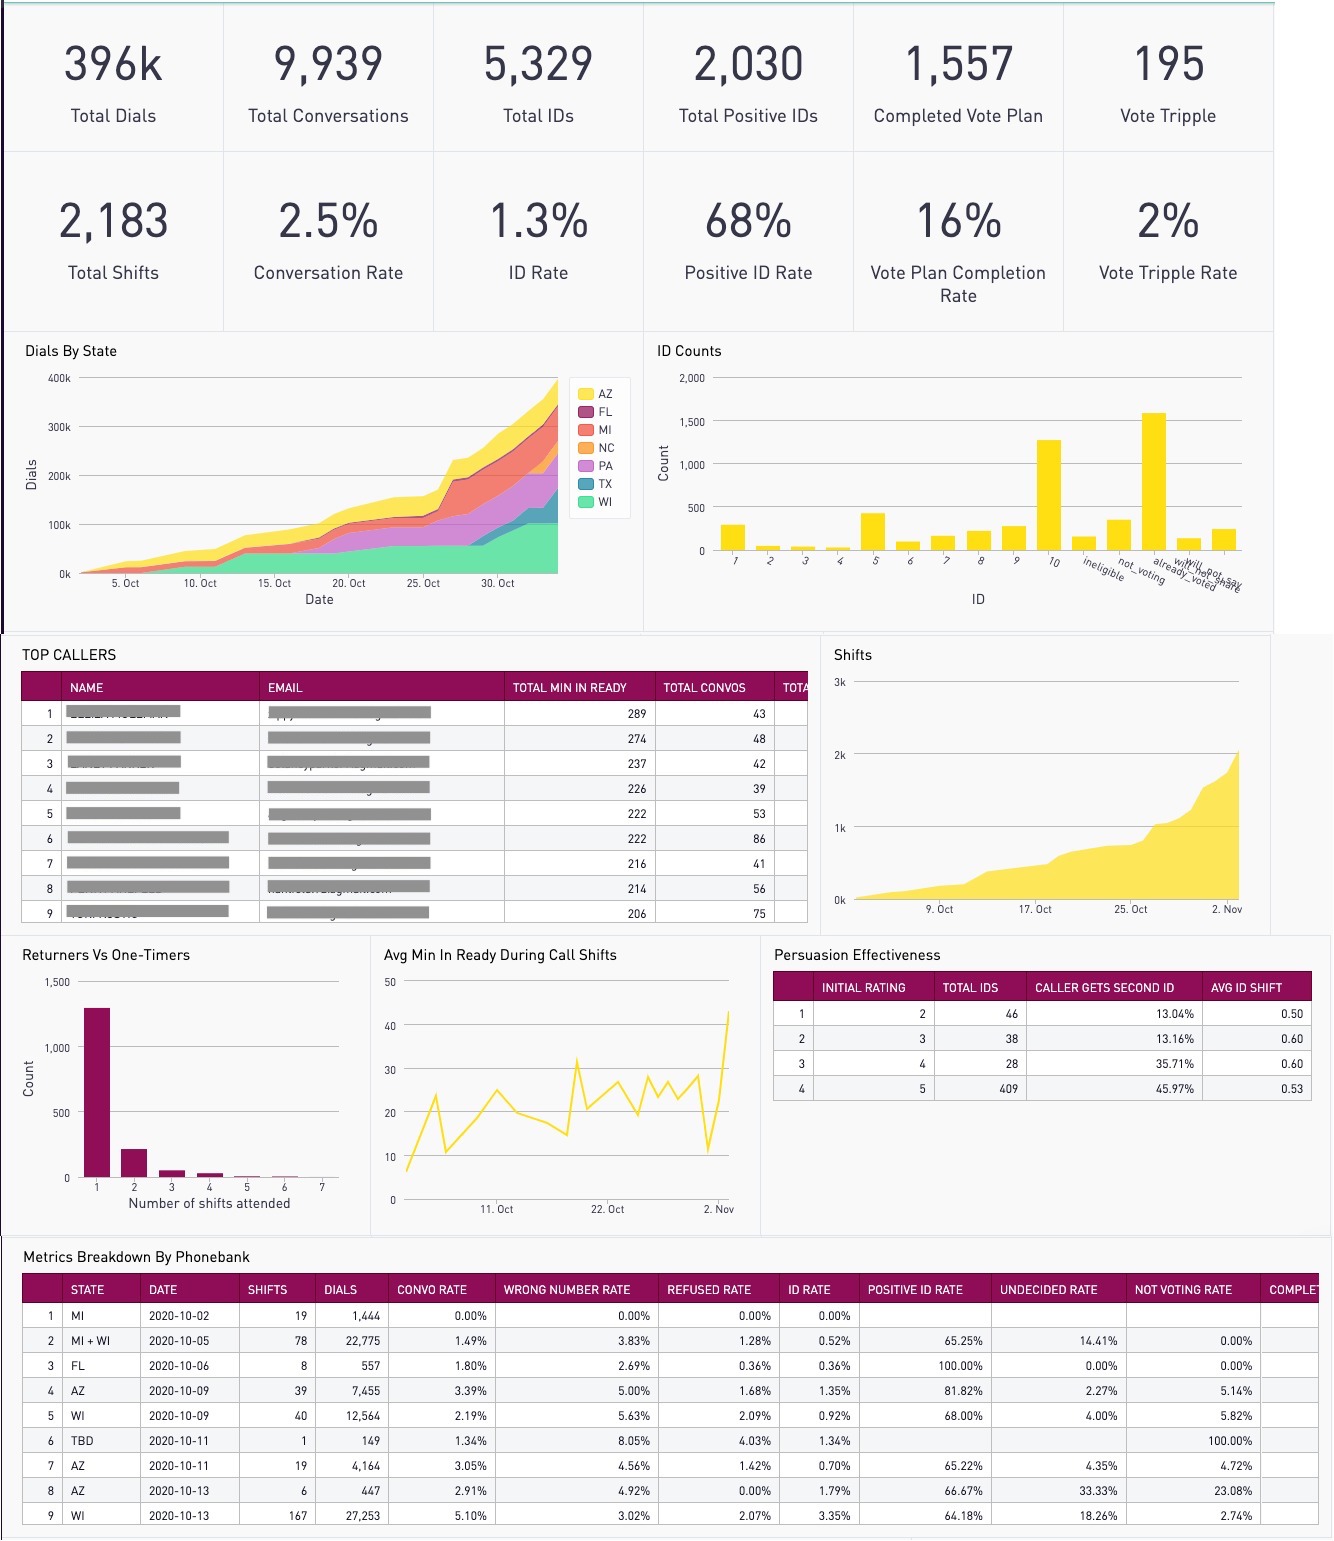 396k 9,939 5,329 2,030 1,557 195
Total Dials Total Conversations Total IDs Total Positive IDs Completed Vote Plan Vote Tripple
2,183 2.5% 1.3% 68% 16% 2%
Total Shifts Conversation Rate ID Rate Positive ID Rate Vote Plan Completion Rate Vote Tripple Rate
Dials By State
400k
300k
200k
100k
0k
Dials
5. Oct 10. Oct 15. Oct 20. Oct 25. Oct 30. Oct
Date
AZ
FL
MI
NC
PA
TX
WI
ID Counts
2,000
1,500
1,000
500
0
Count
1 2 3 4 5 6 7 8 9 10 ineligible not_voting already_voted will_not_share will_not_say
ID
TOP CALLERS
NAME EMAIL TOTAL MIN IN READY TOTAL CONVOS TOTA
1 289 43
2 274 48
3 237 42
4 226 39
5 222 53
6 222 86
7 216 41
8 214 56
9 206 75
Shifts
3k
2k
1k
0k
9. Oct 17. Oct 25. Oct 2. Nov
Returners Vs One-Timers
1,500
1,000
500
0
Count
1 2 3 4 5 6 7
Number of shifts attended
Avg Min In Ready During Call Shifts
50
40
30
20
10
0
11. Oct 22. Oct 2. Nov
Persuasion Effectiveness
INITIAL RATING TOTAL IDS CALLER GETS SECOND ID AVG ID SHIFT
1 2 46 13.04% 0.50
2 3 38 13.16% 0.60
3 4 28 35.71% 0.60
4 5 409 45.97% 0.53
Metrics Breakdown By Phonebank
STATE DATE SHIFTS DIALS CONVO RATE WRONG NUMBER RATE REFUSED RATE ID RATE POSITIVE ID RATE UNDECIDED RATE NOT VOTING RATE COMPLET
1 MI 2020-10-02 19 1,444 0.00% 0.00% 0.00% 0.00%
2 MI + WI 2020-10-05 78 22,775 1.49% 3.83% 1.28% 0.52% 65.25% 14.41% 0.00%
3 FL 2020-10-06 8 557 1.80% 2.69% 0.36% 0.36% 100.00% 0.00% 0.00%
4 AZ 2020-10-09 39 7,455 3.39% 5.00% 1.68% 1.35% 81.82% 2.27% 5.14%
5 WI 2020-10-09 40 12,564 2.19% 5.63% 2.09% 0.92% 68.00% 4.00% 5.82%
6 TBD 2020-10-11 1 149 1.34% 8.05% 4.03% 1.34% 100.00%
7 AZ 2020-10-11 19 4,164 3.05% 4.56% 1.42% 0.70% 65.22% 4.35% 4.72%
8 AZ 2020-10-13 6 447 2.91% 4.92% 0.00% 1.79% 66.67% 33.33% 23.08%
9 WI 2020-10-13 167 27,253 5.10% 3.02% 2.07% 3.35% 64.18% 18.26% 2.74%